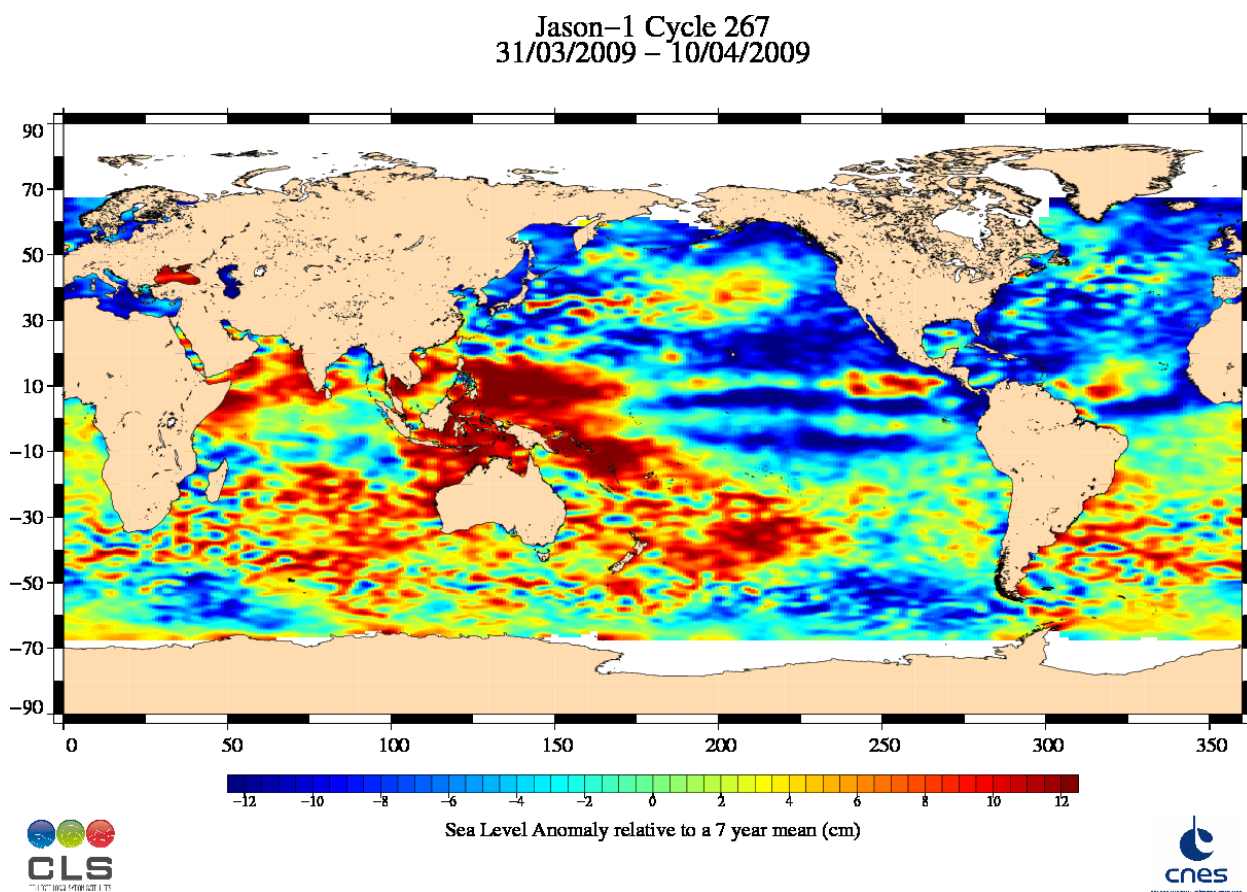 Jason−1 Cycle 267
31/03/2009 − 10/04/2009
90
70
50
30
10
−10
−30
−50
−70
−90
0 50 100 150 200 250 300 350
−12 −10 −8 −6 −4 −2 0 2 4 6 8 10 12
Sea Level Anomaly relative to a 7 year mean (cm)
CLS
cnes